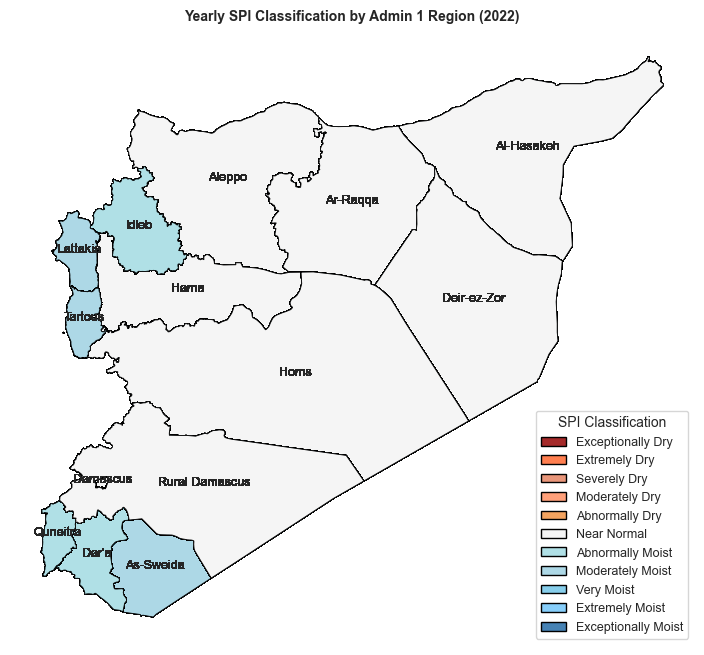 Yearly SPI Classification by Admin 1 Region (2022)
Al-Hasakeh
Aleppo
Ar-Raqqa
Idleb
Lattakia
Hama
Deir-ez-Zor
Tartous
Homs
Damascus
Rural Damascus
Quneitra
Dar'a
As-Sweida
SPI Classification
Exceptionally Dry
Extremely Dry
Severely Dry
Moderately Dry
Abnormally Dry
Near Normal
Abnormally Moist
Moderately Moist
Very Moist
Extremely Moist
Exceptionally Moist